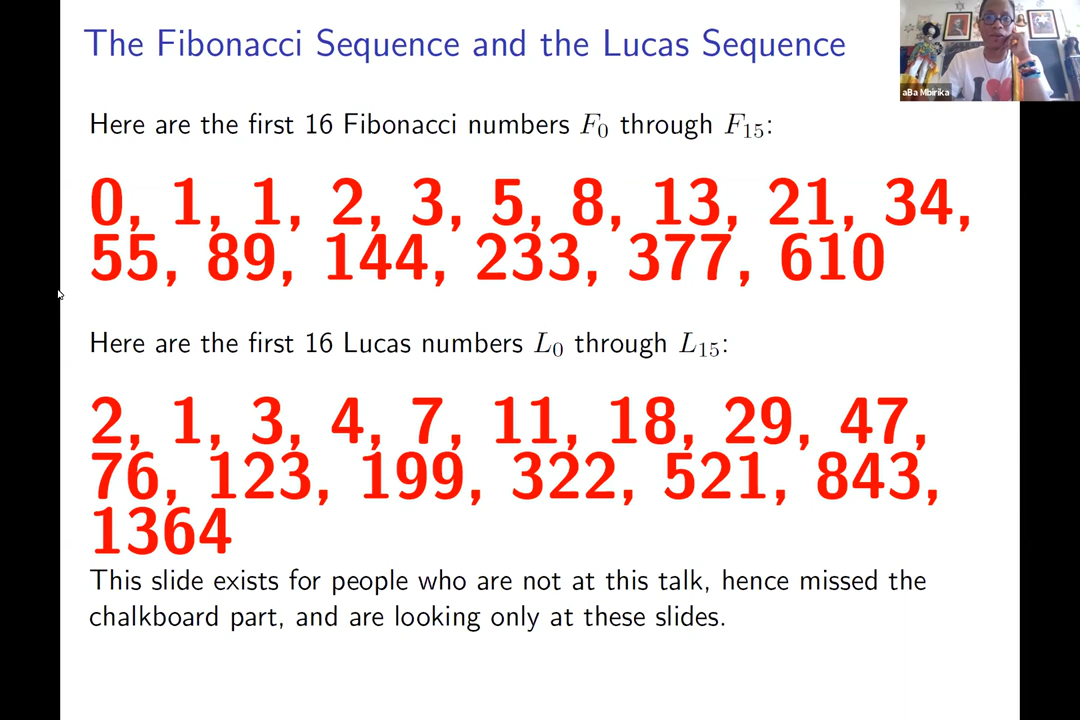 The Fibonacci Sequence and the Lucas Sequence
aBa Mbirika
Here are the first 16 Fibonacci numbers F₀ through F₁₅:
0, 1, 1, 2, 3, 5, 8, 13, 21, 34,
55, 89, 144, 233, 377, 610
Here are the first 16 Lucas numbers L₀ through L₁₅:
2, 1, 3, 4, 7, 11, 18, 29, 47,
76, 123, 199, 322, 521, 843,
1364
This slide exists for people who are not at this talk, hence missed the
chalkboard part, and are looking only at these slides.